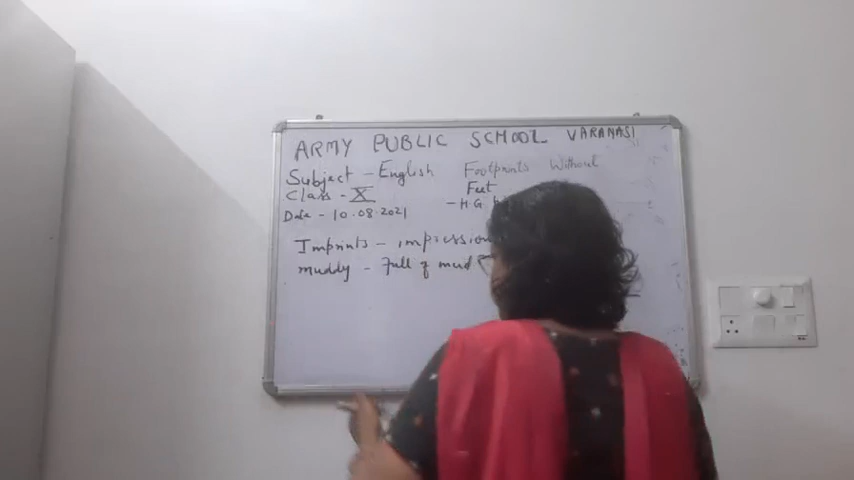 ARMY PUBLIC SCHOOL VARANASI
Subject - English
Class - X
Date - 10.08.2021
Footprints Without
Feet
- H.G.
Imprints - impression
muddy - Full of mud